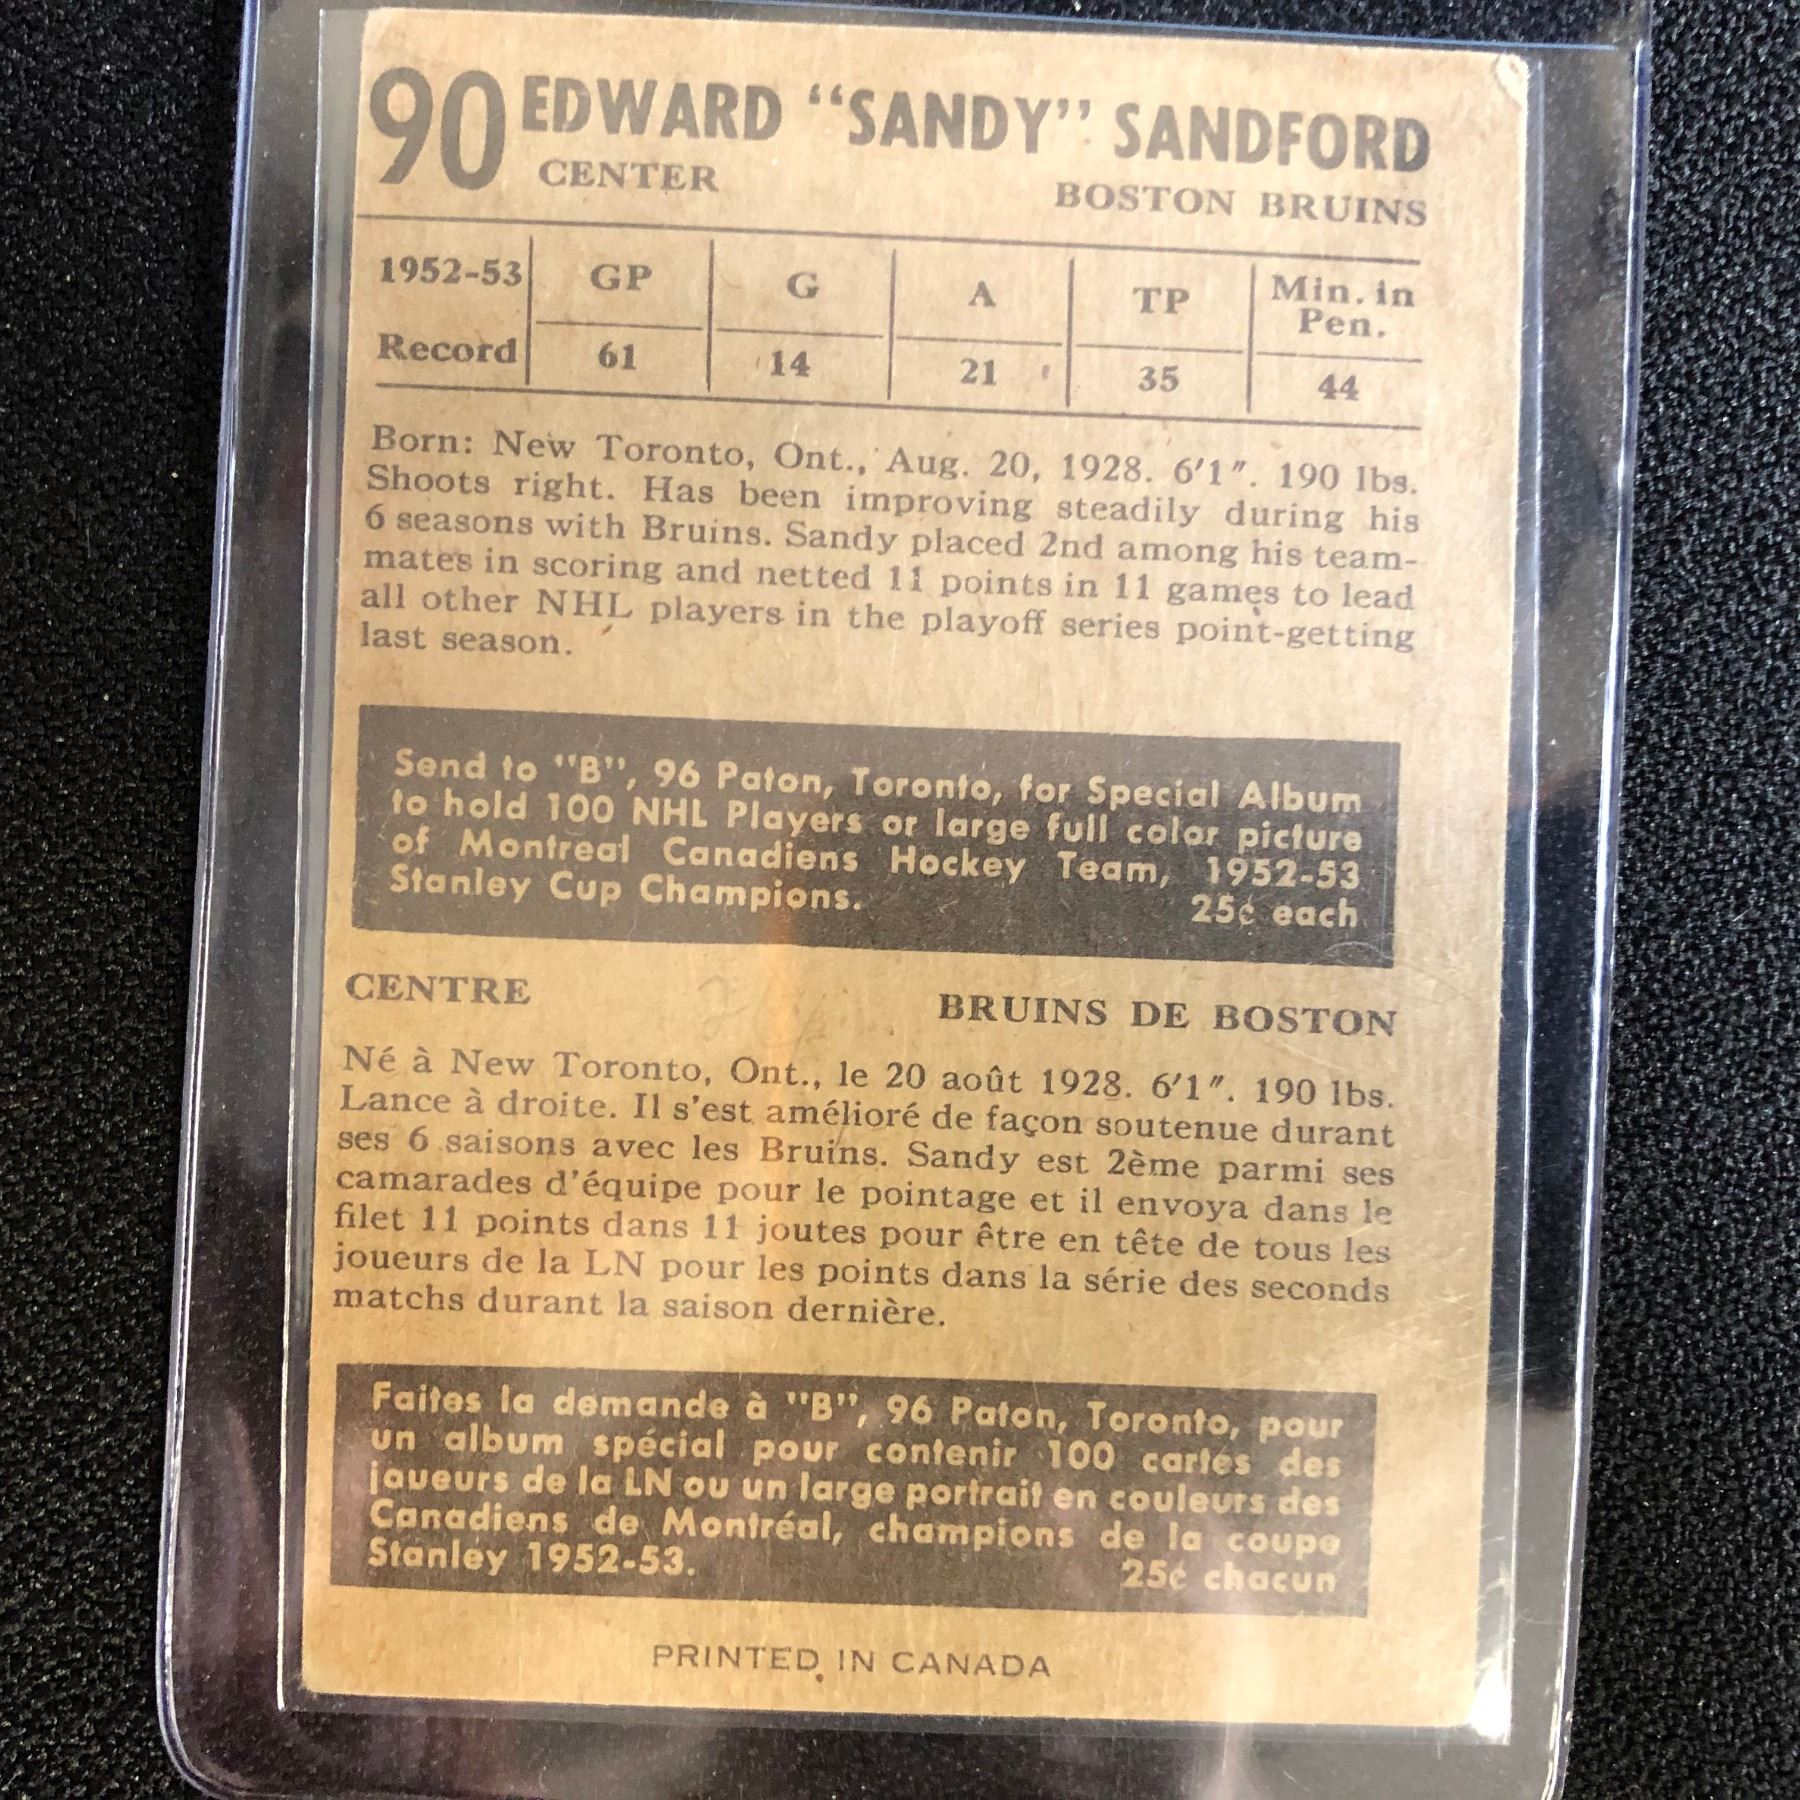 90 EDWARD “SANDY” SANDFORD
CENTER BOSTON BRUINS
1952-53 GP G A TP Min. in Pen.
Record 61 14 21 35 44
Born: New Toronto, Ont., Aug. 20, 1928. 6′1″. 190 lbs.
Shoots right. Has been improving steadily during his
6 seasons with Bruins. Sandy placed 2nd among his team-
mates in scoring and netted 11 points in 11 games to lead
all other NHL players in the playoff series point-getting
last season.
Send to "B", 96 Paton, Toronto, for Special Album
to hold 100 NHL Players or large full color picture
of Montreal Canadiens Hockey Team, 1952-53
Stanley Cup Champions. 25¢ each
CENTRE BRUINS DE BOSTON
Né à New Toronto, Ont., le 20 août 1928. 6′1″. 190 lbs.
Lance à droite. Il s'est amélioré de façon soutenue durant
ses 6 saisons avec les Bruins. Sandy est 2ème parmi ses
camarades d'équipe pour le pointage et il envoya dans le
filet 11 points dans 11 joutes pour être en tête de tous les
joueurs de la LN pour les points dans la série des seconds
matchs durant la saison dernière.
Faites la demande à "B", 96 Paton, Toronto, pour
un album spécial pour contenir 100 cartes des
joueurs de la LN ou un large portrait en couleurs des
Canadiens de Montréal, champions de la coupe
Stanley 1952-53. 25¢ chacun
PRINTED IN CANADA